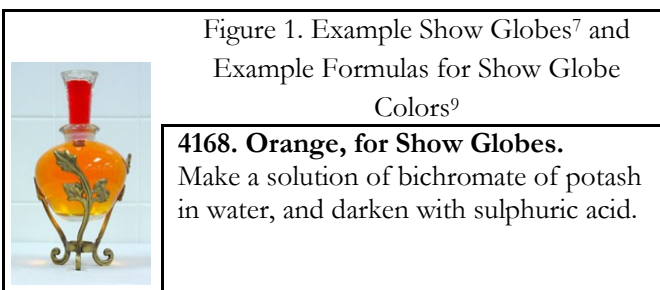 Figure 1. Example Show Globes⁷ and
Example Formulas for Show Globe
Colors⁹
4168. Orange, for Show Globes.
Make a solution of bichromate of potash
in water, and darken with sulphuric acid.